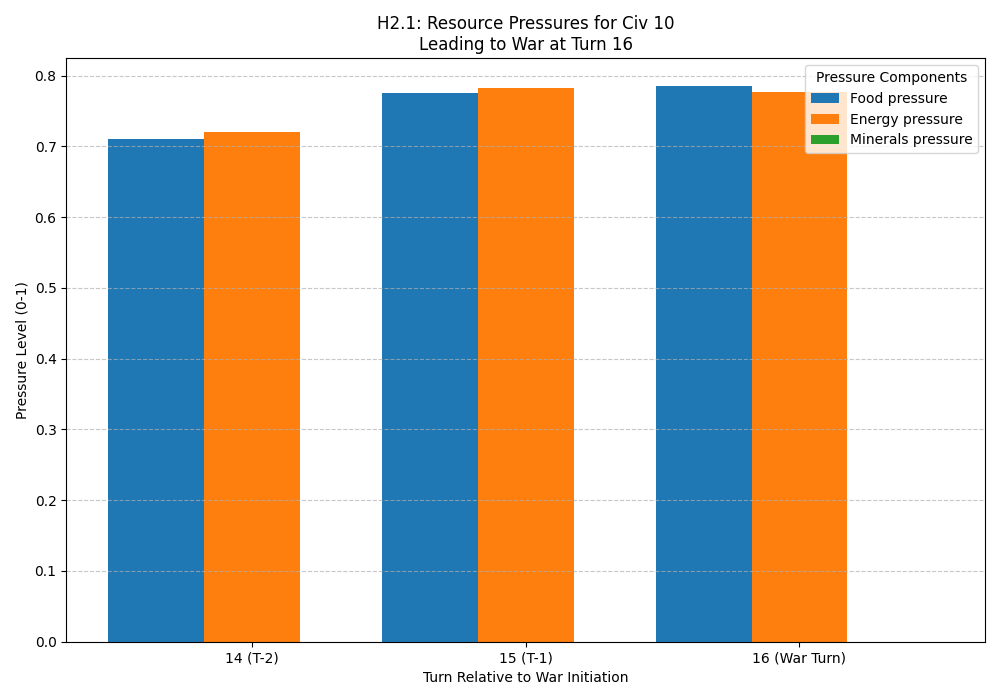 H2.1: Resource Pressures for Civ 10
Leading to War at Turn 16
Pressure Components
Food pressure
Energy pressure
Minerals pressure
Pressure Level (0-1)
0.8
0.7
0.6
0.5
0.4
0.3
0.2
0.1
0.0
14 (T-2)
15 (T-1)
16 (War Turn)
Turn Relative to War Initiation